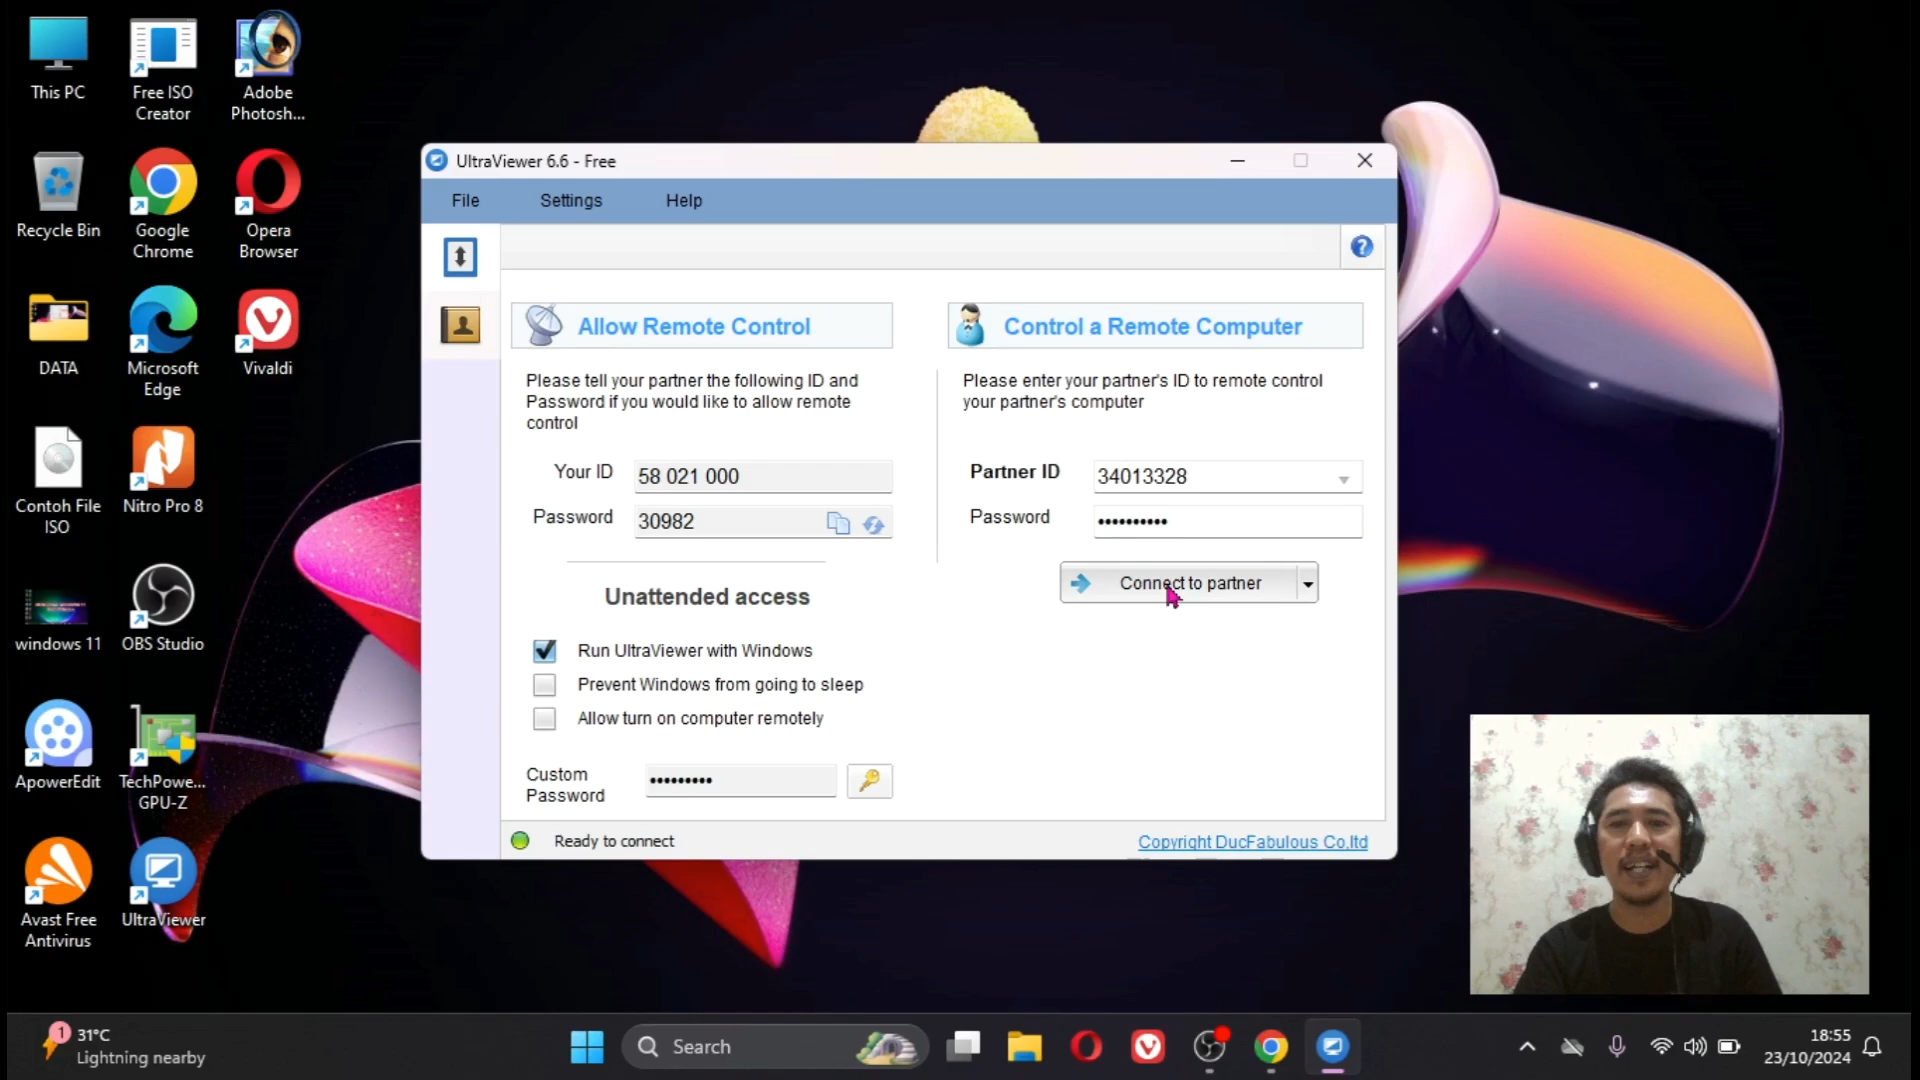 This PC
Free ISO
Creator
Adobe
Photosh...
Recycle Bin
Google
Chrome
Opera
Browser
DATA
Microsoft
Edge
Vivaldi
Contoh File
ISO
Nitro Pro 8
windows 11
OBS Studio
ApowerEdit
TechPowe...
GPU-Z
Avast Free
Antivirus
UltraViewer
UltraViewer 6.6 - Free
File
Settings
Help
Allow Remote Control
Please tell your partner the following ID and
Password if you would like to allow remote
control
Your ID
58 021 000
Password
30982
Unattended access
Run UltraViewer with Windows
Prevent Windows from going to sleep
Allow turn on computer remotely
Custom
Password
•••••••••
Control a Remote Computer
Please enter your partner's ID to remote control
your partner's computer
Partner ID
34013328
Password
••••••••••
Connect to partner
Ready to connect
Copyright DucFabulous Co,ltd
1
31°C
Lightning nearby
Search
18:55
23/10/2024